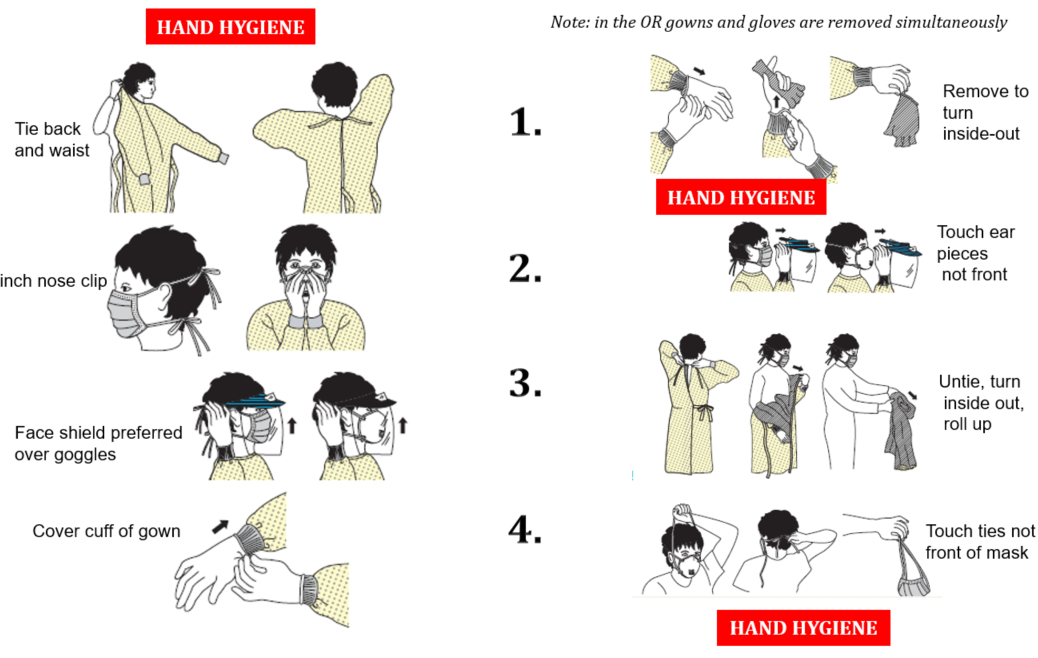 HAND HYGIENE
Note: in the OR gowns and gloves are removed simultaneously
Tie back
and waist
1.
Remove to
turn
inside-out
HAND HYGIENE
inch nose clip
2.
Touch ear
pieces
not front
Face shield preferred
over goggles
3.
Untie, turn
inside out,
roll up
Cover cuff of gown
4.
Touch ties not
front of mask
HAND HYGIENE